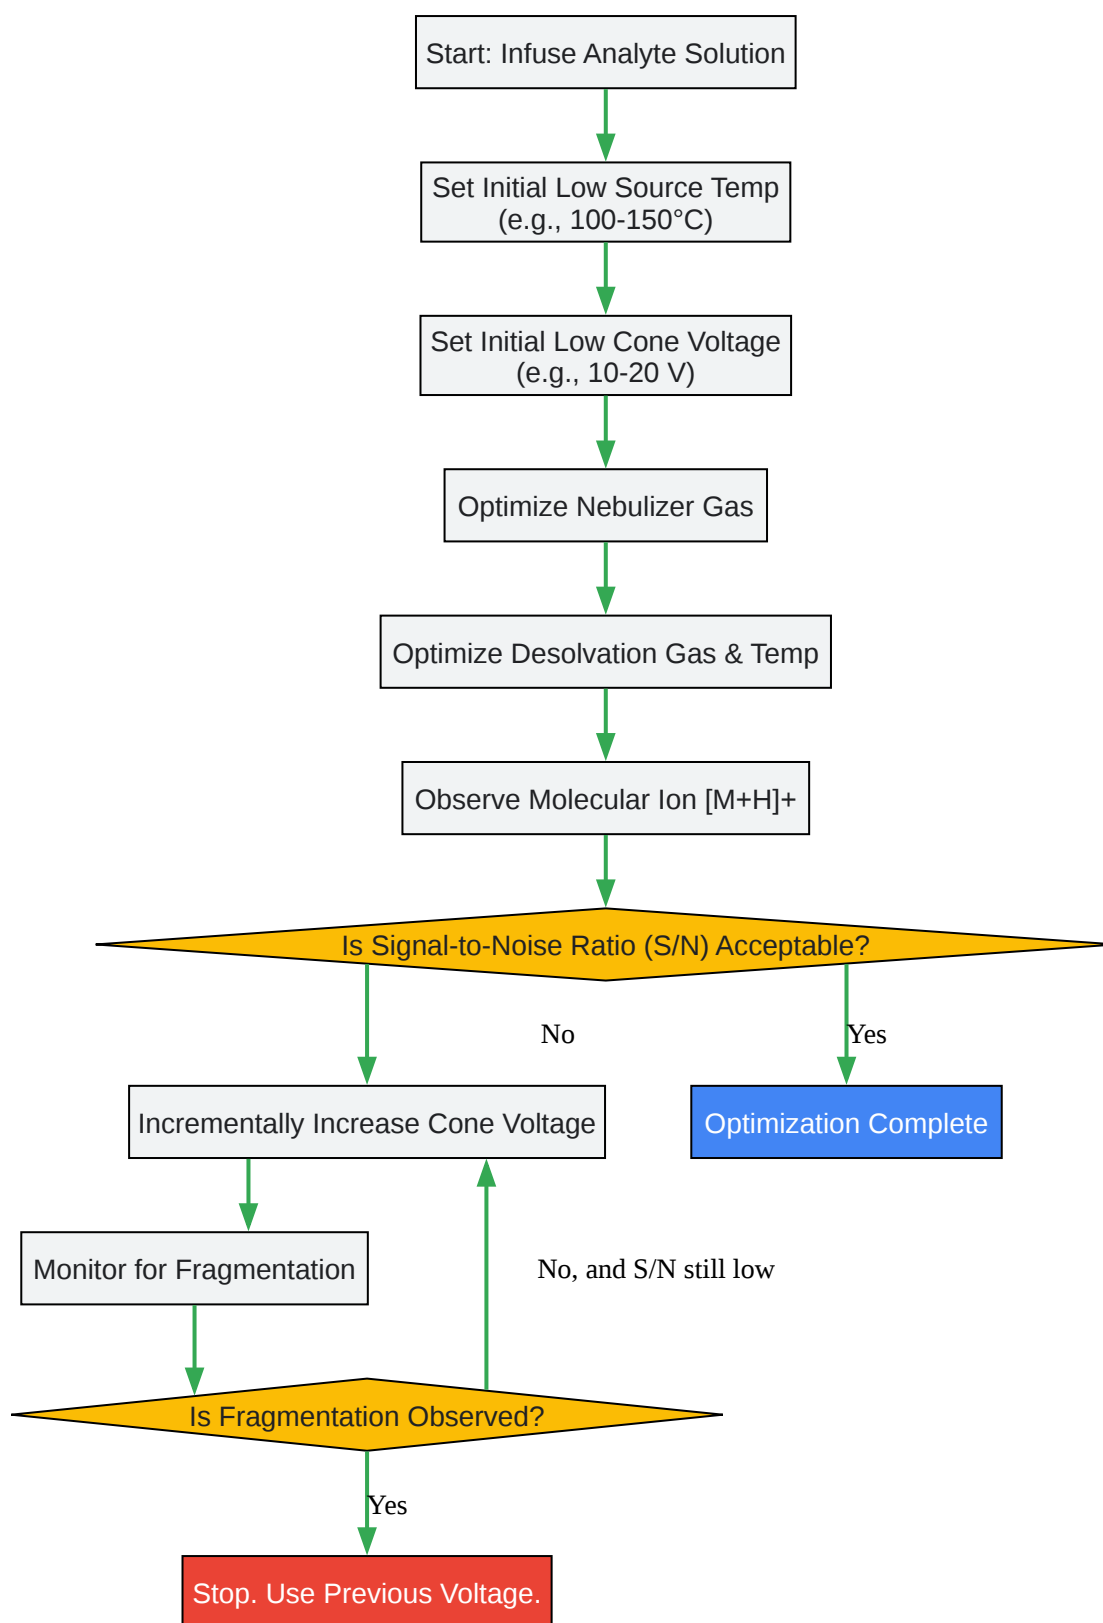 Start: Infuse Analyte Solution
Set Initial Low Source Temp
(e.g., 100-150°C)
Set Initial Low Cone Voltage
(e.g., 10-20 V)
Optimize Nebulizer Gas
Optimize Desolvation Gas & Temp
Observe Molecular Ion [M+H]+
Is Signal-to-Noise Ratio (S/N) Acceptable?
No
Yes
Incrementally Increase Cone Voltage
Optimization Complete
Monitor for Fragmentation
No, and S/N still low
Is Fragmentation Observed?
Yes
Stop. Use Previous Voltage.